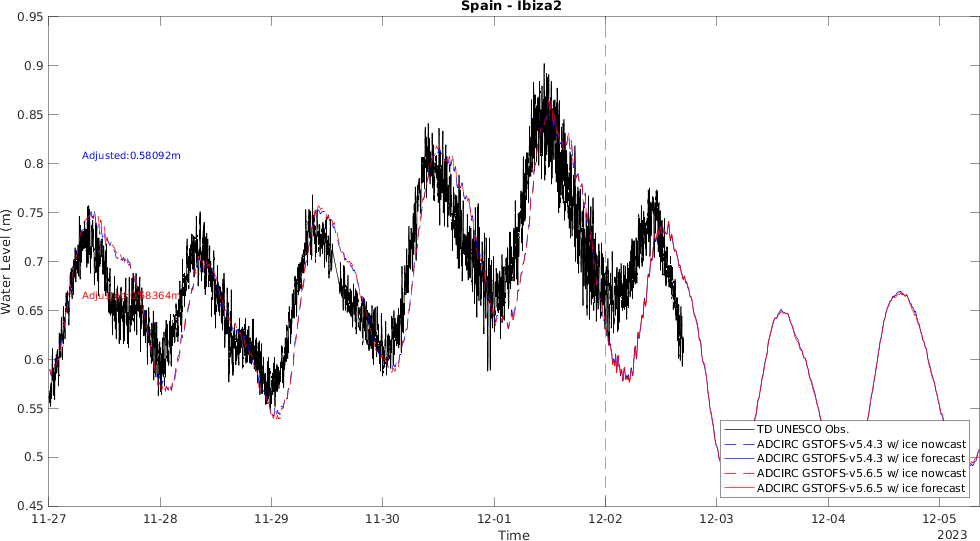 Spain - Ibiza2
0.95
0.9
0.85
0.8
0.75
0.7
0.65
0.6
0.55
0.5
0.45
Water Level (m)
Adjusted:0.58092m
Adjusted:0.58364m
TD UNESCO Obs.
ADCIRC GSTOFS-v5.4.3 w/ ice nowcast
ADCIRC GSTOFS-v5.4.3 w/ ice forecast
ADCIRC GSTOFS-v5.6.5 w/ ice nowcast
ADCIRC GSTOFS-v5.6.5 w/ ice forecast
11-27 11-28 11-29 11-30 12-01 12-02 12-03 12-04 12-05
Time
2023